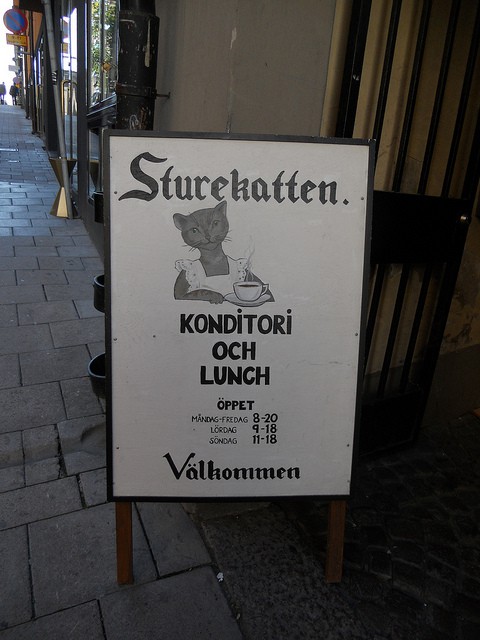 Sturekatten.
KONDITORI
OCH
LUNCH
ÖPPET
MÅNDAG-FREDAG 8-20
LÖRDAG 9-18
SÖNDAG 11-18
Välkommen